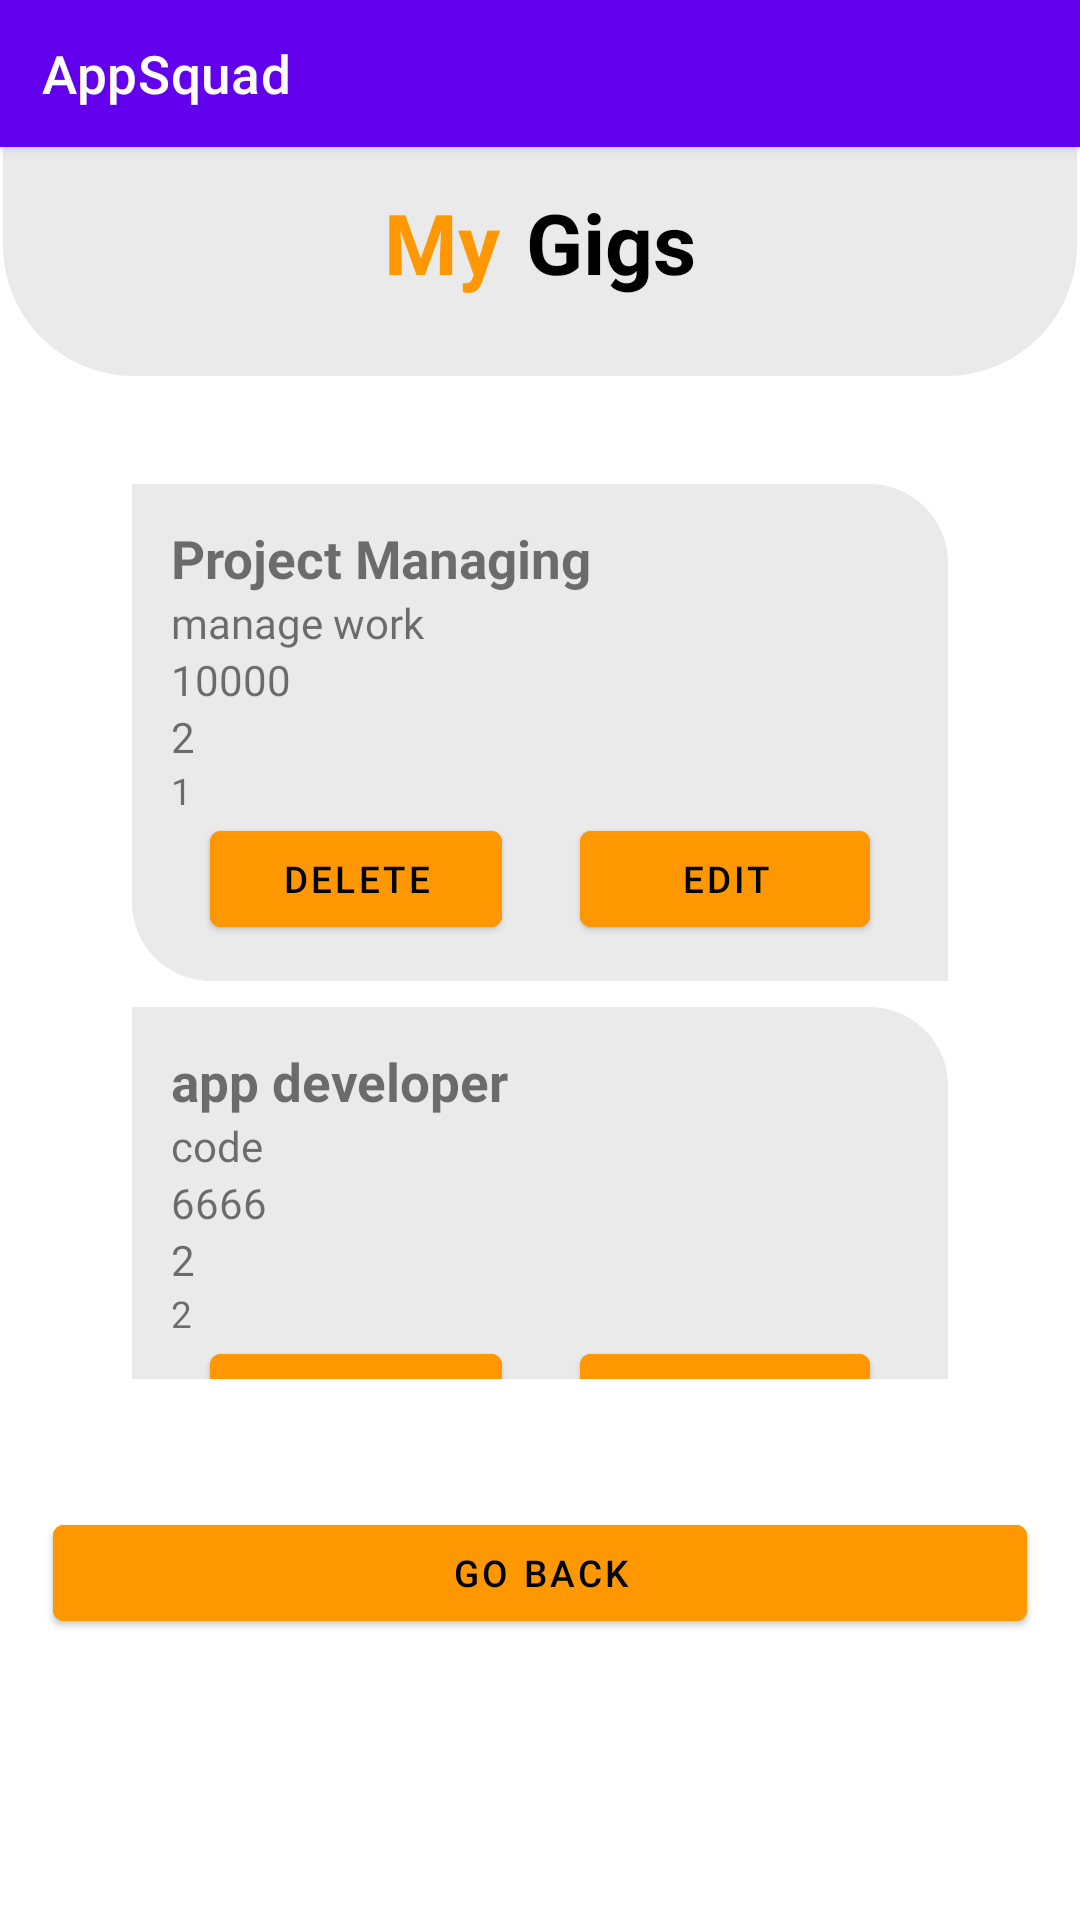 AppSquad
My Gigs
Project Managing
manage work
10000
2
1
DELETE EDIT
app developer
code
6666
2
2
GO BACK